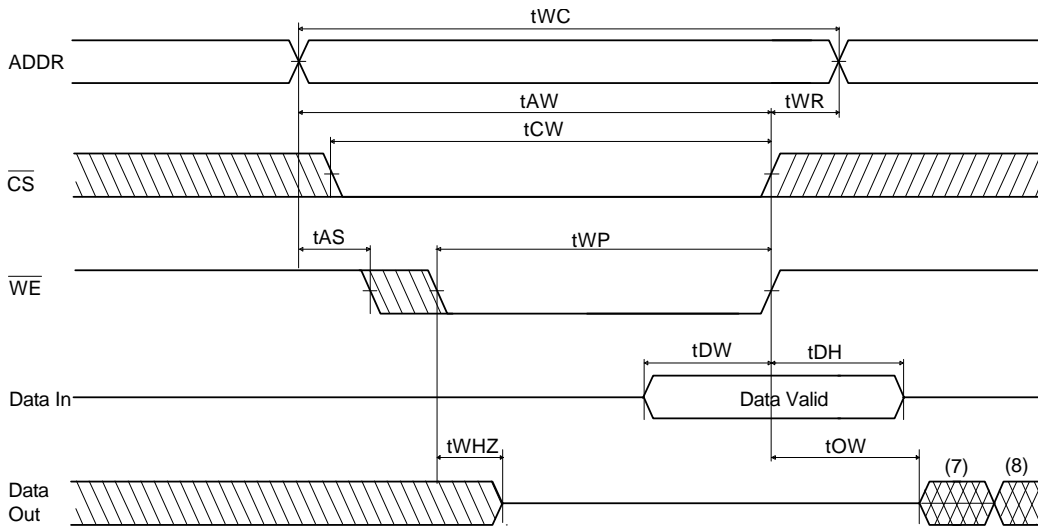 tWC
ADDR
tAW
tWR
tCW
CS
tAS
tWP
WE
tDW
tDH
Data In
Data Valid
tWHZ
tOW
Data Out
(7)
(8)